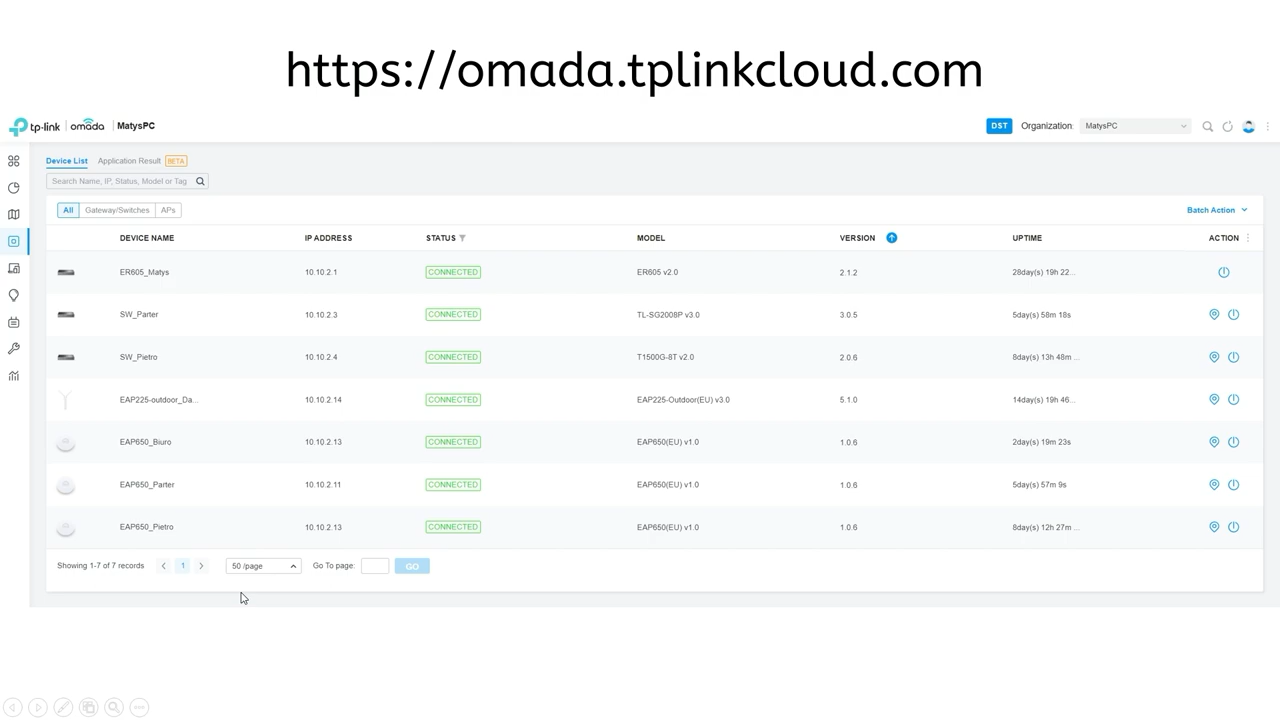 https://omada.tplinkcloud.com
tp-link | omada | MatysPC DST Organization: MatysPC
Device List Application Result BETA
Search Name, IP, Status, Model or Tag
All Gateway/Switches APs Batch Action
DEVICE NAME IP ADDRESS STATUS MODEL VERSION UPTIME ACTION
ER605_Matys 10.10.2.1 CONNECTED ER605 v2.0 2.1.2 28day(s) 19h 22...
SW_Parter 10.10.2.3 CONNECTED TL-SG2008P v3.0 3.0.5 5day(s) 58m 18s
SW_Pietro 10.10.2.4 CONNECTED T1500G-8T v2.0 2.0.6 8day(s) 13h 48m ...
EAP225-outdoor_Da... 10.10.2.14 CONNECTED EAP225-Outdoor(EU) v3.0 5.1.0 14day(s) 19h 46...
EAP650_Biuro 10.10.2.13 CONNECTED EAP650(EU) v1.0 1.0.6 2day(s) 19m 23s
EAP650_Parter 10.10.2.11 CONNECTED EAP650(EU) v1.0 1.0.6 5day(s) 57m 9s
EAP650_Pietro 10.10.2.13 CONNECTED EAP650(EU) v1.0 1.0.6 8day(s) 12h 27m ...
Showing 1-7 of 7 records 1 50 /page Go To page: GO